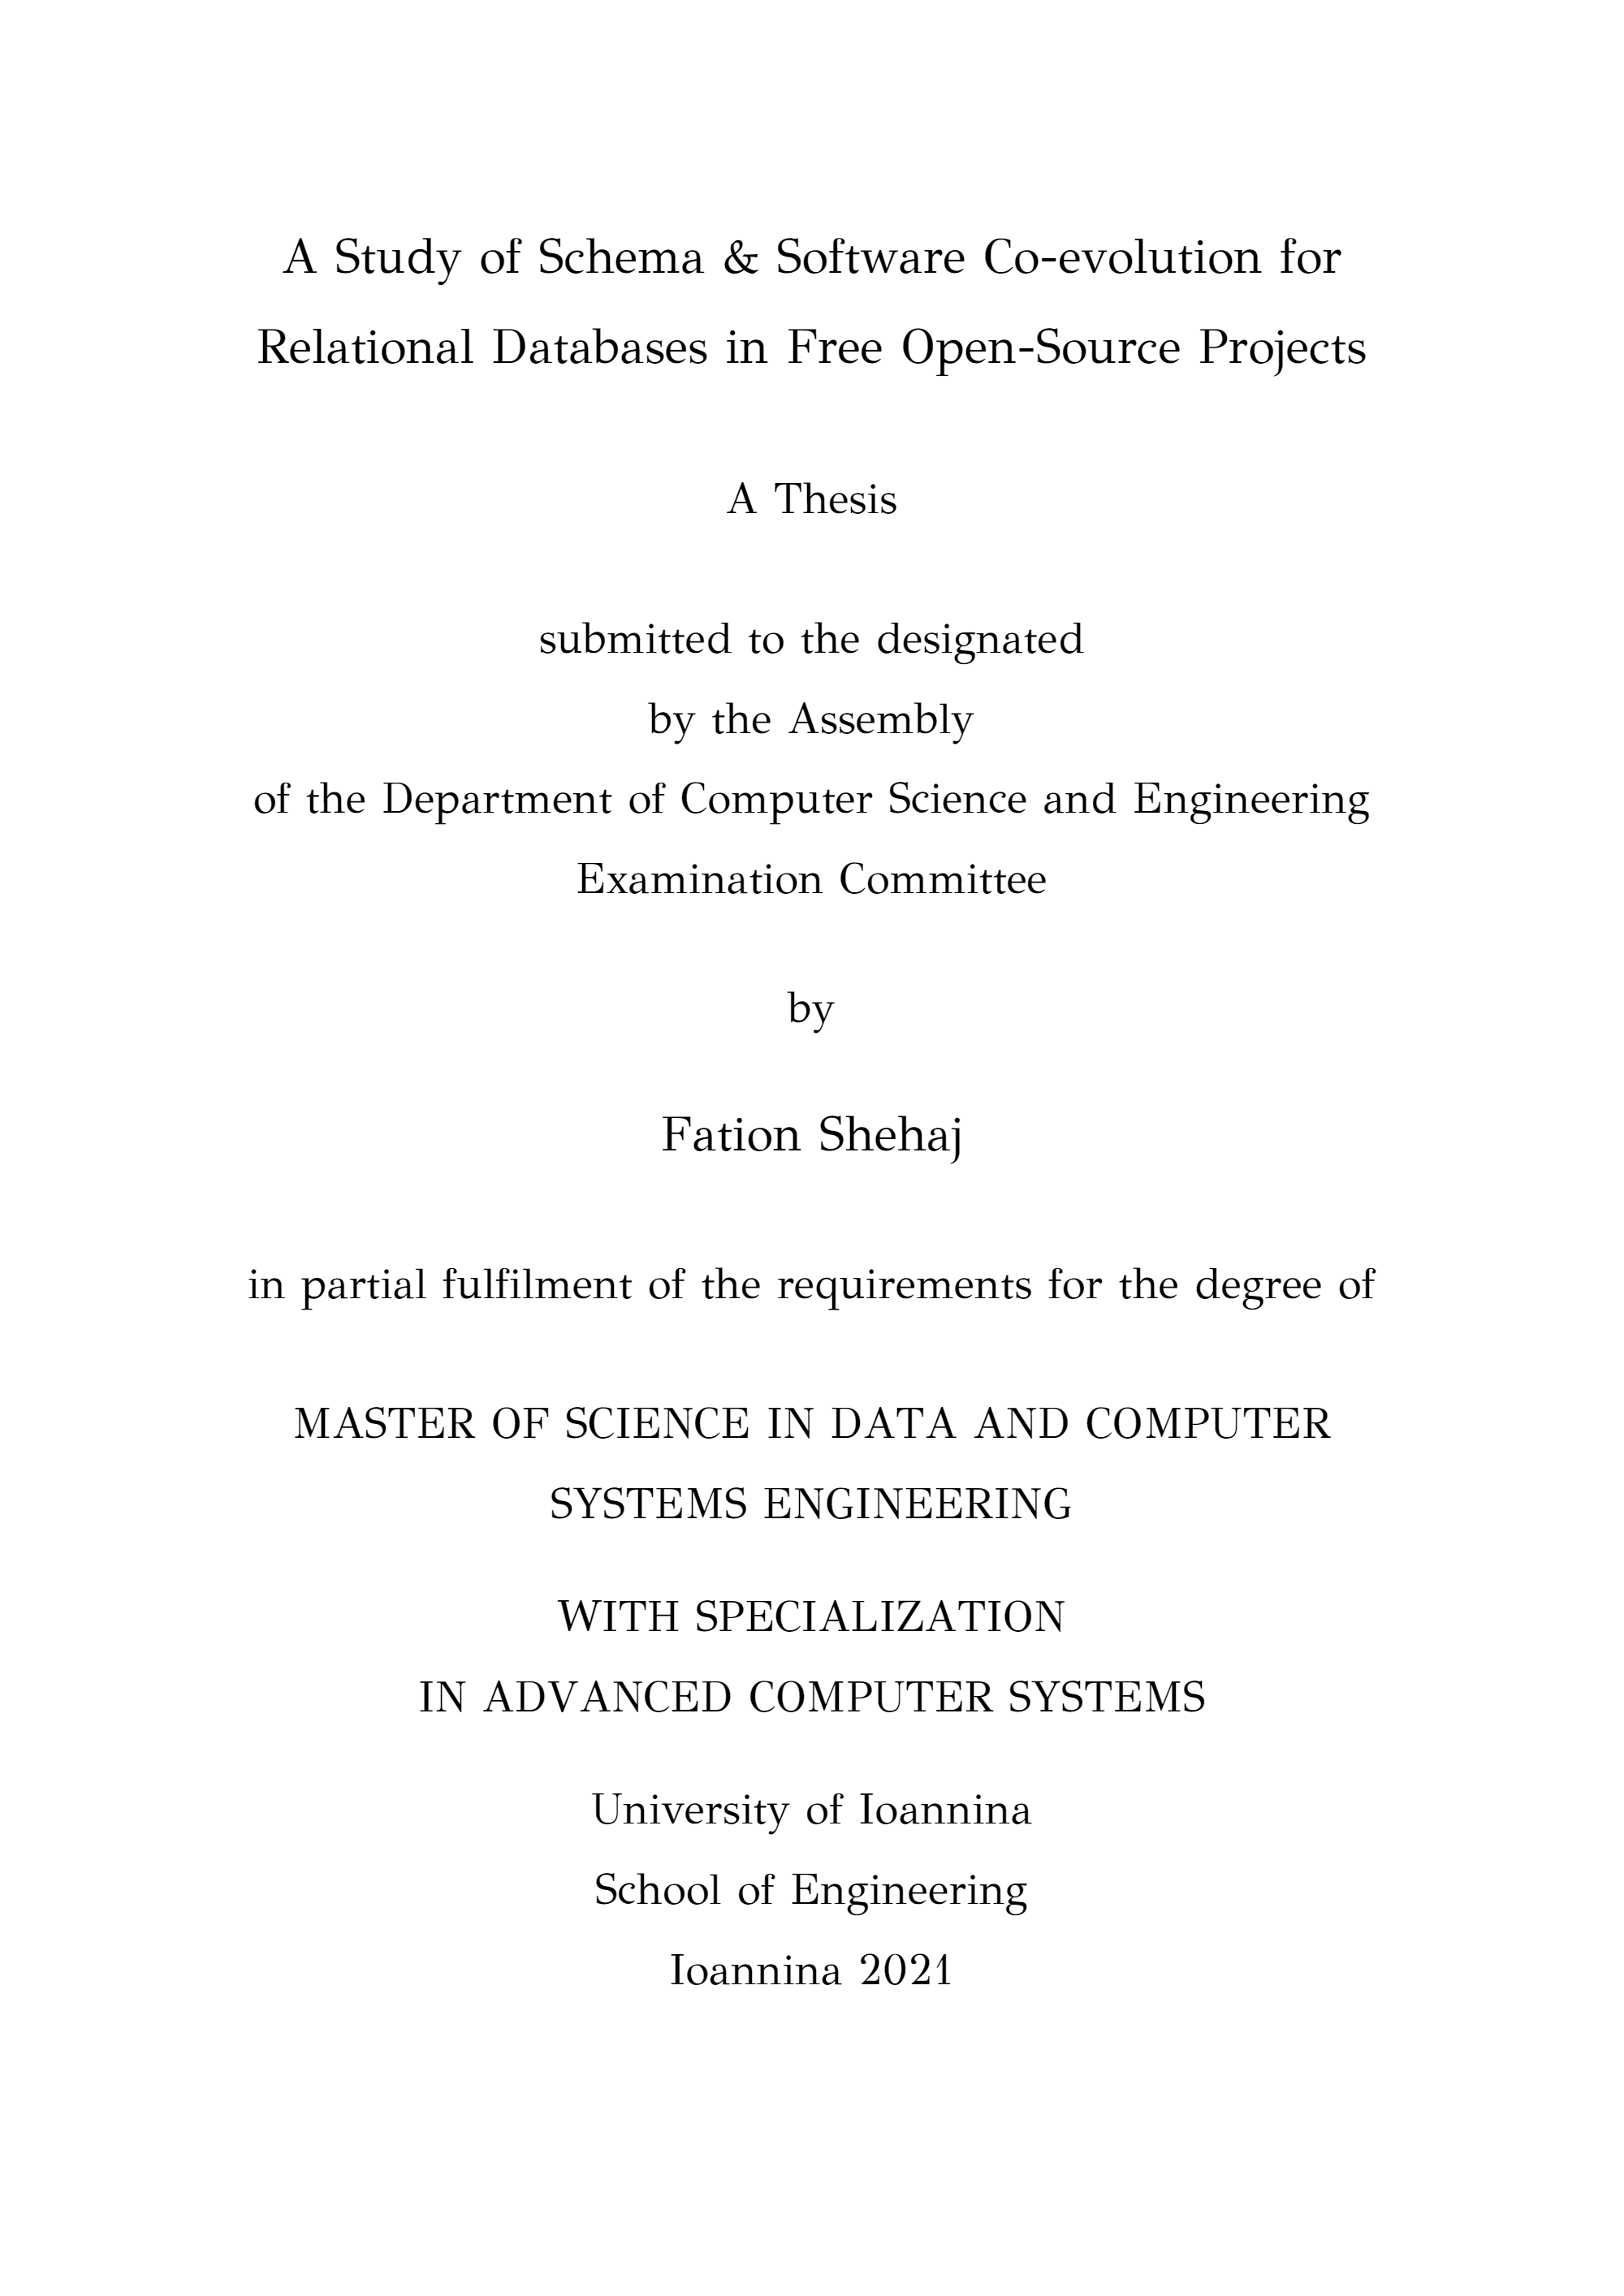 A Study of Schema & Software Co-evolution for
Relational Databases in Free Open-Source Projects
A Thesis
submitted to the designated
by the Assembly
of the Department of Computer Science and Engineering
Examination Committee
by
Fation Shehaj
in partial fulfilment of the requirements for the degree of
MASTER OF SCIENCE IN DATA AND COMPUTER
SYSTEMS ENGINEERING
WITH SPECIALIZATION
IN ADVANCED COMPUTER SYSTEMS
University of Ioannina
School of Engineering
Ioannina 2021